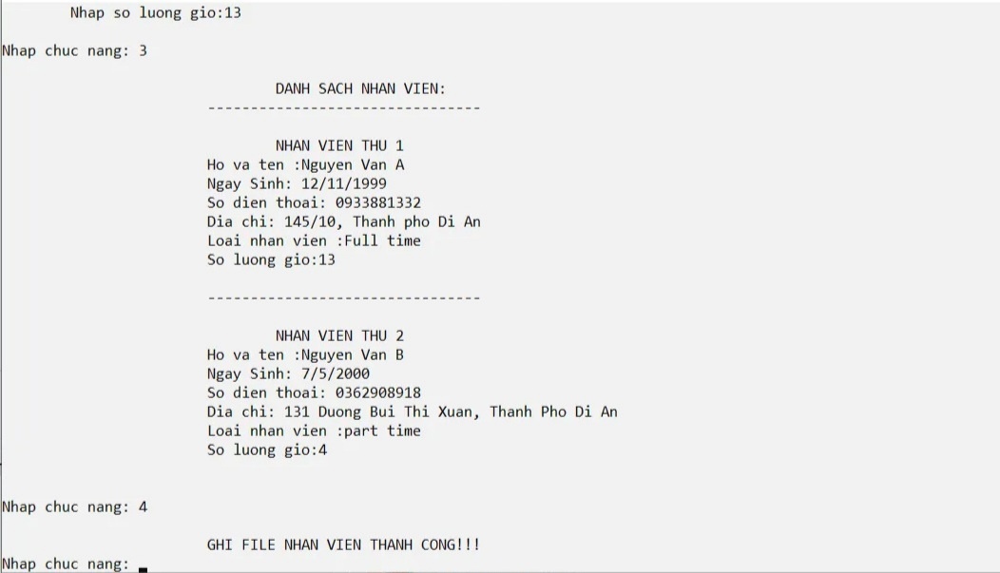 Nhap so luong gio:13
Nhap chuc nang: 3
DANH SACH NHAN VIEN:
--------------------------------
NHAN VIEN THU 1
Ho va ten :Nguyen Van A
Ngay Sinh: 12/11/1999
So dien thoai: 0933881332
Dia chi: 145/10, Thanh pho Di An
Loai nhan vien :Full time
So luong gio:13
--------------------------------
NHAN VIEN THU 2
Ho va ten :Nguyen Van B
Ngay Sinh: 7/5/2000
So dien thoai: 0362908918
Dia chi: 131 Duong Bui Thi Xuan, Thanh Pho Di An
Loai nhan vien :part time
So luong gio:4
Nhap chuc nang: 4
GHI FILE NHAN VIEN THANH CONG!!!
Nhap chuc nang: